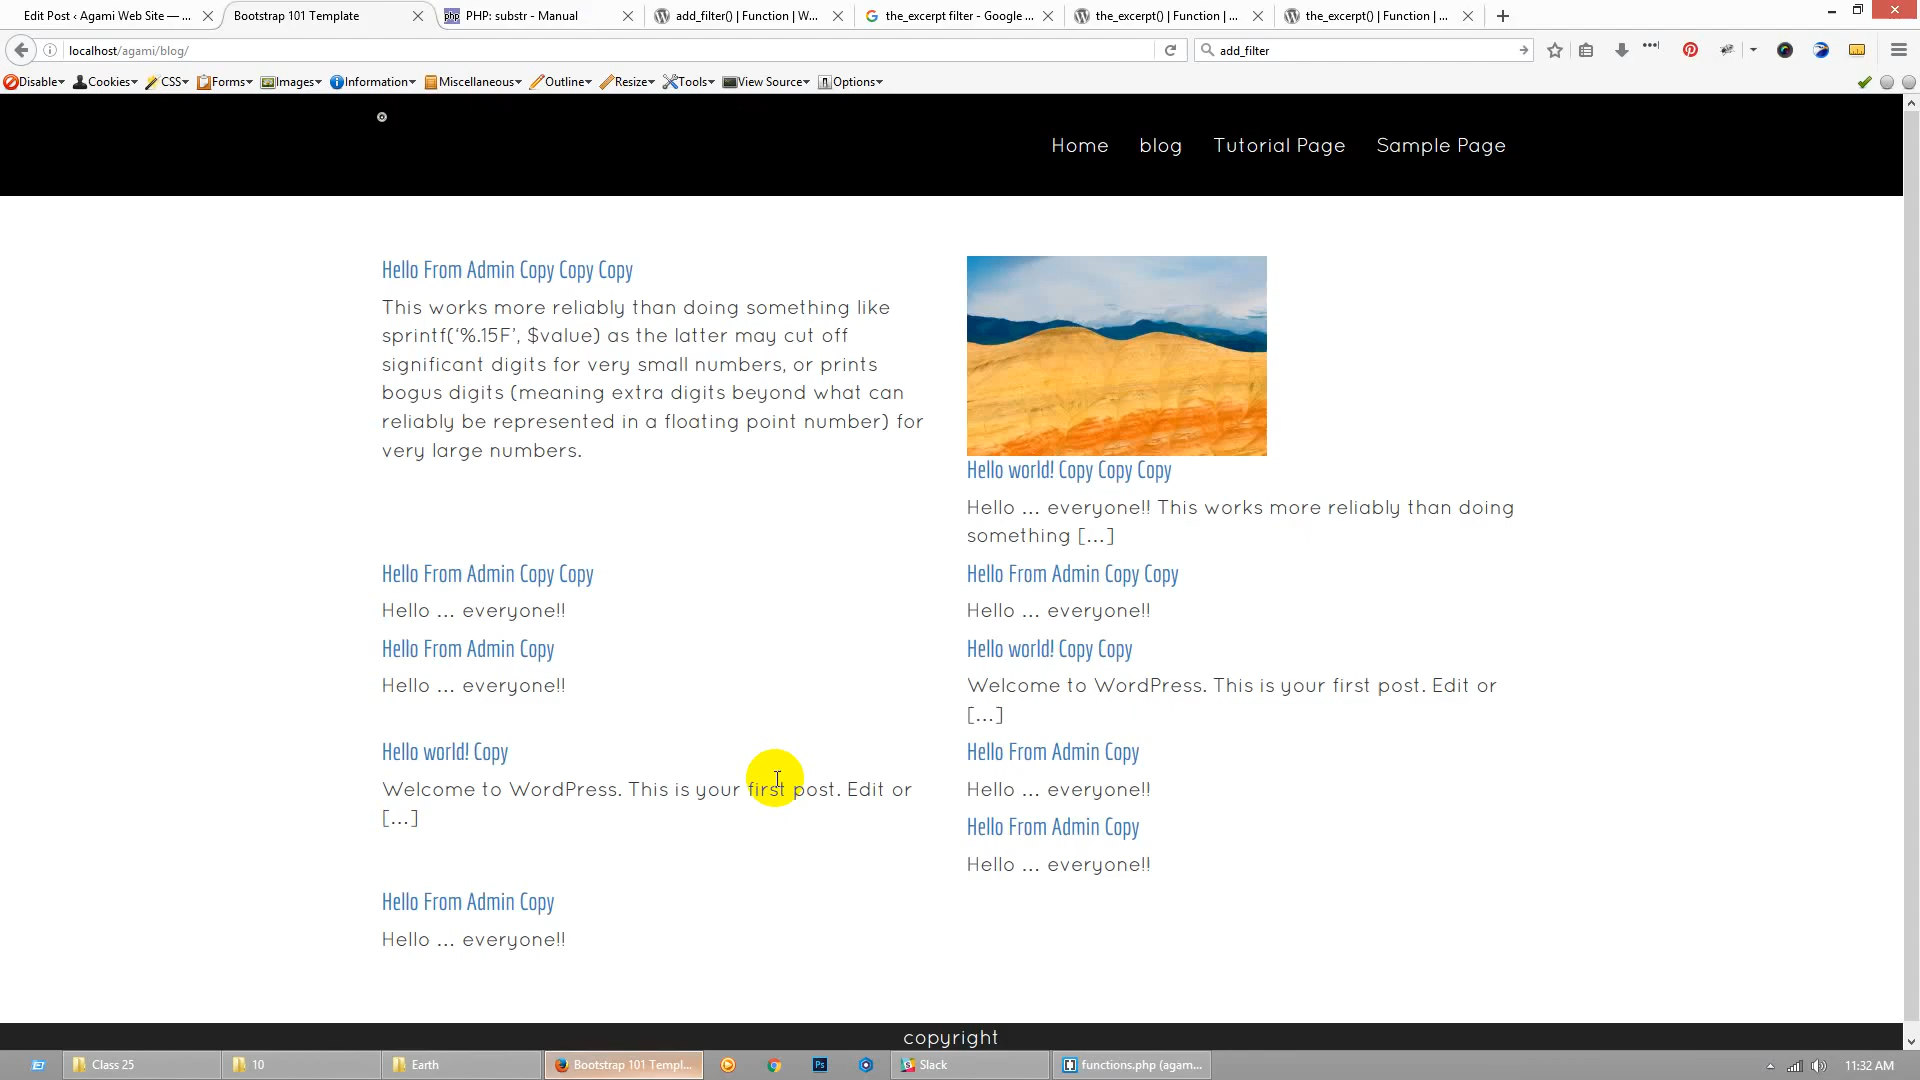 Edit Post ‹ Agami Web Site — ...
Bootstrap 101 Template
php PHP: substr - Manual
add_filter() | Function | W...
the_excerpt filter - Google ...
the_excerpt() | Function | ...
the_excerpt() | Function | ...
localhost/agami/blog/
add_filter
Disable Cookies CSS Forms Images Information Miscellaneous Outline Resize Tools View Source Options
Home blog Tutorial Page Sample Page
Hello From Admin Copy Copy Copy
This works more reliably than doing something like
sprintf(‘%.15F’, $value) as the latter may cut off
significant digits for very small numbers, or prints
bogus digits (meaning extra digits beyond what can
reliably be represented in a floating point number) for
very large numbers.
Hello world! Copy Copy Copy
Hello … everyone!! This works more reliably than doing
something […]
Hello From Admin Copy Copy
Hello … everyone!!
Hello From Admin Copy Copy
Hello … everyone!!
Hello From Admin Copy
Hello … everyone!!
Hello world! Copy Copy
Welcome to WordPress. This is your first post. Edit or
[…]
Hello world! Copy
Welcome to WordPress. This is your first post. Edit or
[…]
Hello From Admin Copy
Hello … everyone!!
Hello From Admin Copy
Hello … everyone!!
Hello From Admin Copy
Hello … everyone!!
copyright
Class 25
10
Earth
Bootstrap 101 Templ...
Ps
Slack
functions.php (agam...
11:32 AM